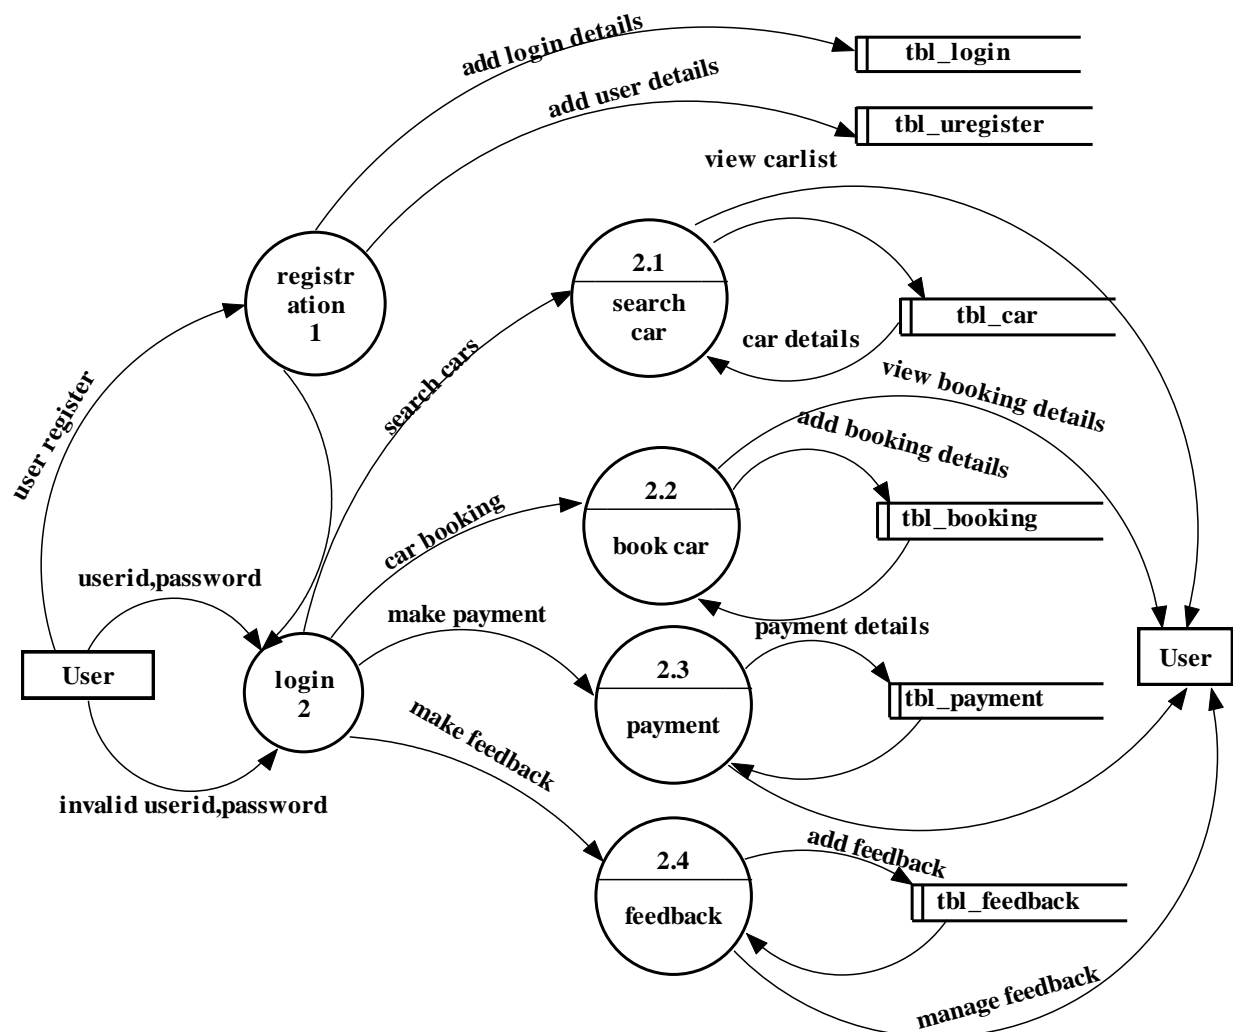 add login details
tbl_login
add user details
tbl_uregister
view carlist
registr
ation
1
2.1
search
car
tbl_car
car details
search cars
user register
view booking details
add booking details
2.2
book car
tbl_booking
car booking
userid,password
make payment
payment details
User
login
2
2.3
payment
tbl_payment
User
make feedback
invalid userid,password
2.4
feedback
add feedback
tbl_feedback
manage feedback